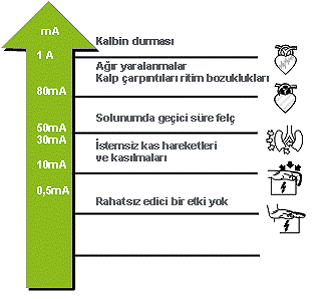 mA
Kalbin durması
1 A
Ağır yaralanmalar
Kalp çarpıntıları ritim bozuklukları
80mA
Solunumda geçici süre felç
50mA
30mA
İstemsiz kas hareketleri
ve kasılmaları
10mA
0,5mA
Rahatsız edici bir etki yok